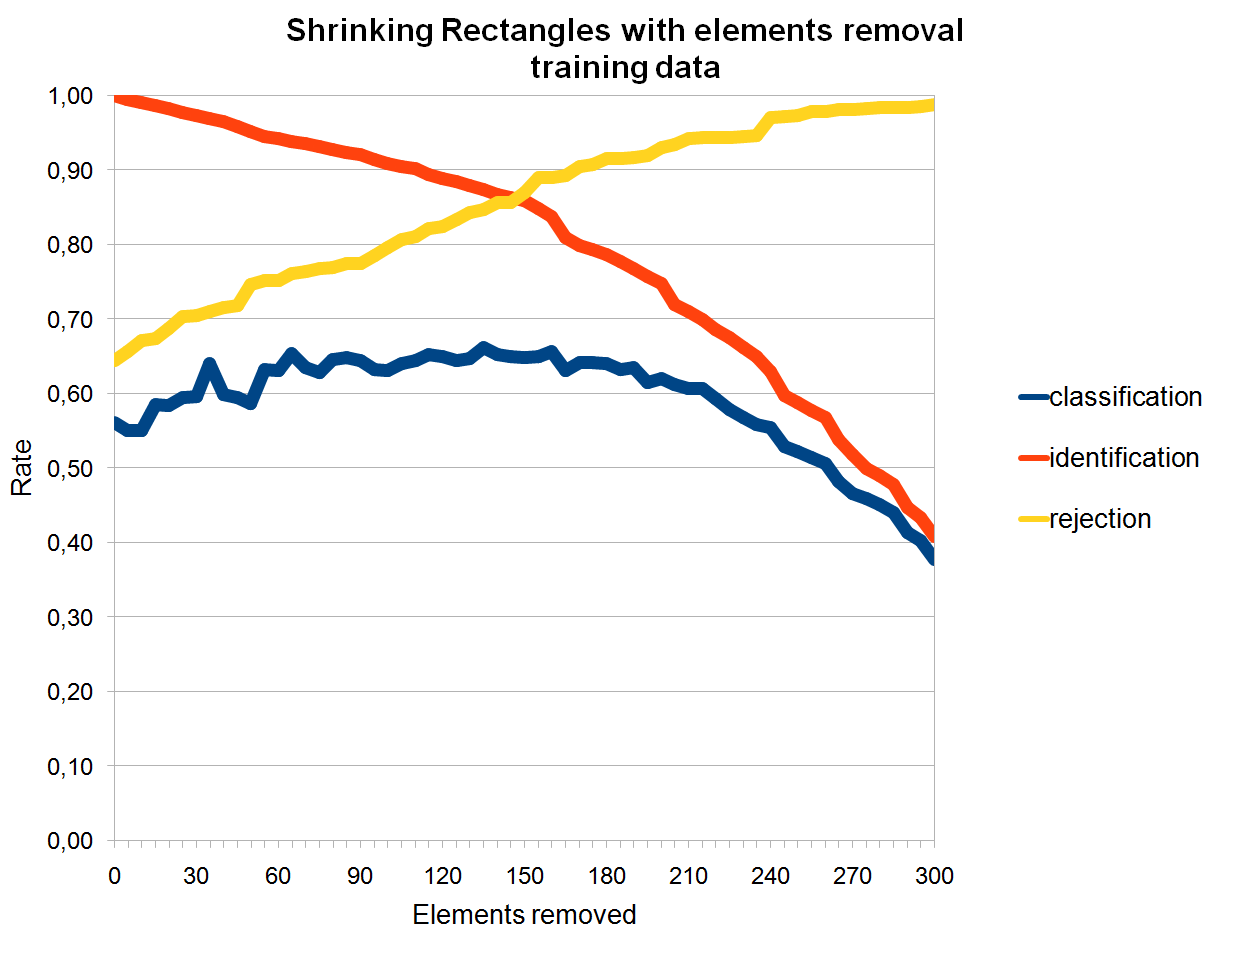 Shrinking Rectangles with elements removal
training data
1,00
0,90
0,80
0,70
0,60
0,50
0,40
0,30
0,20
0,10
0,00
Rate
0 30 60 90 120 150 180 210 240 270 300
Elements removed
classification
identification
rejection